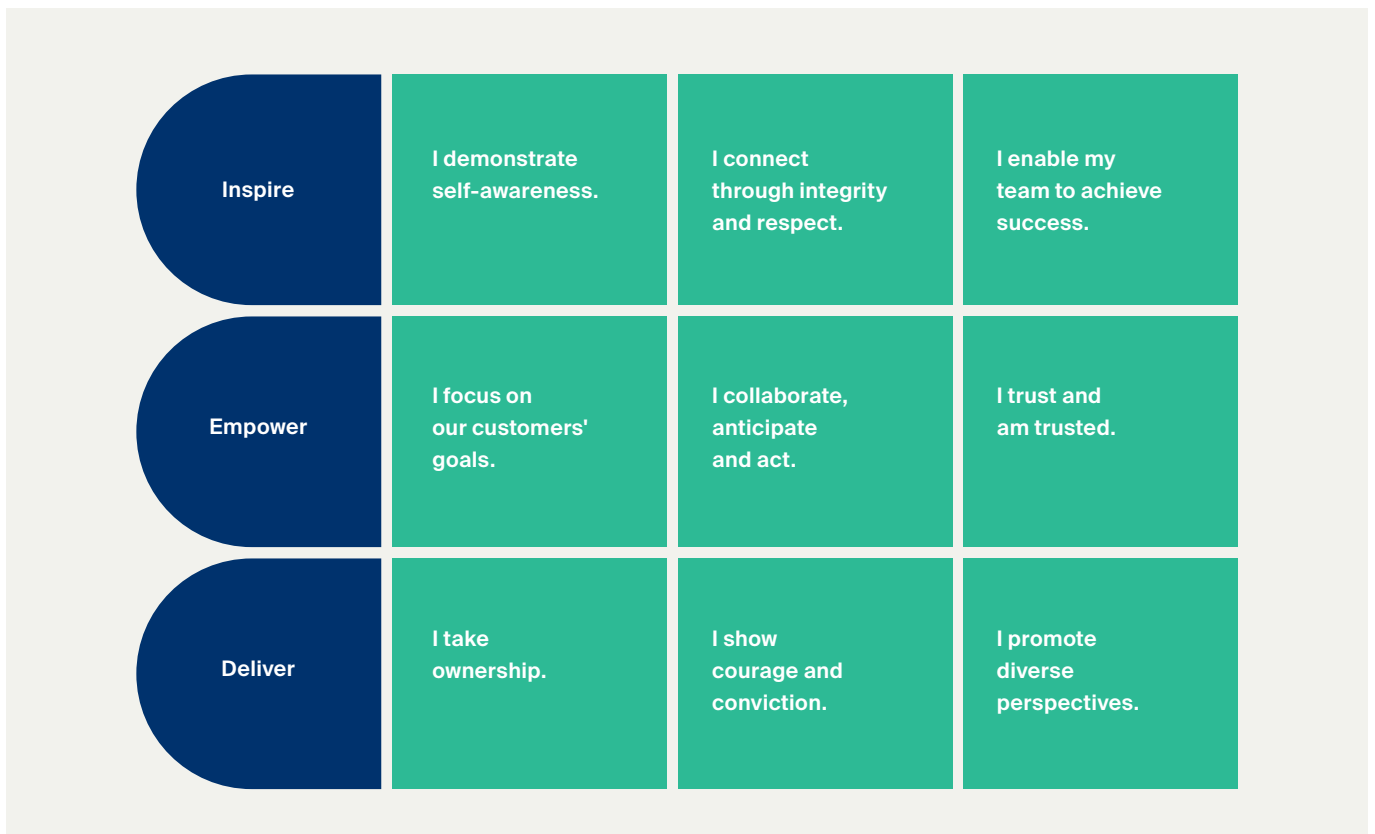 Inspire
I demonstrate
self-awareness.
I connect
through integrity
and respect.
I enable my
team to achieve
success.
Empower
I focus on
our customers'
goals.
I collaborate,
anticipate
and act.
I trust and
am trusted.
Deliver
I take
ownership.
I show
courage and
conviction.
I promote
diverse
perspectives.